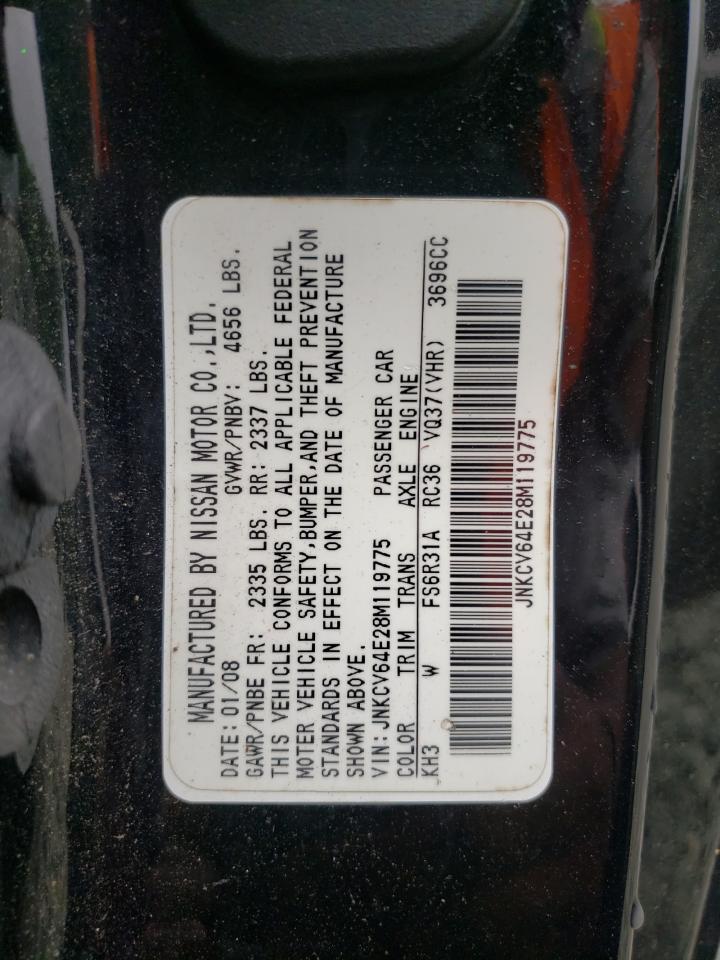 MANUFACTURED BY NISSAN MOTOR CO.,LTD.
DATE: 01/08 GVWR/PNBV: 4656 LBS.
GAWR/PNBE FR: 2335 LBS. RR: 2337 LBS.
THIS VEHICLE CONFORMS TO ALL APPLICABLE FEDERAL
MOTER VEHICLE SAFETY,BUMPER,AND THEFT PREVENTION
STANDARDS IN EFFECT ON THE DATE OF MANUFACTURE
SHOWN ABOVE.
VIN: JNKCV64E28M119775 PASSENGER CAR
COLOR TRIM TRANS AXLE ENGINE
KH3 W FS6R31A RC36 VQ37(VHR) 3696CC
JNKCV64E28M119775